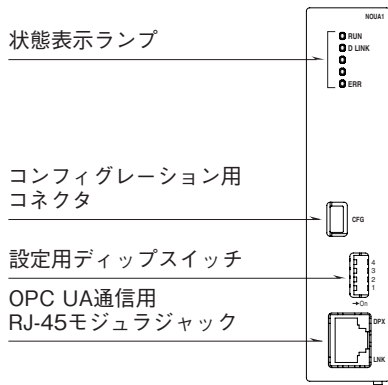 NOUA1
状態表示ランプ
RUN
D LINK
ERR
コンフィグレーション用
コネクタ
CFG
設定用ディップスイッチ
4
3
2
1
→On
OPC UA通信用
RJ-45モジュラジャック
DPX
LNK